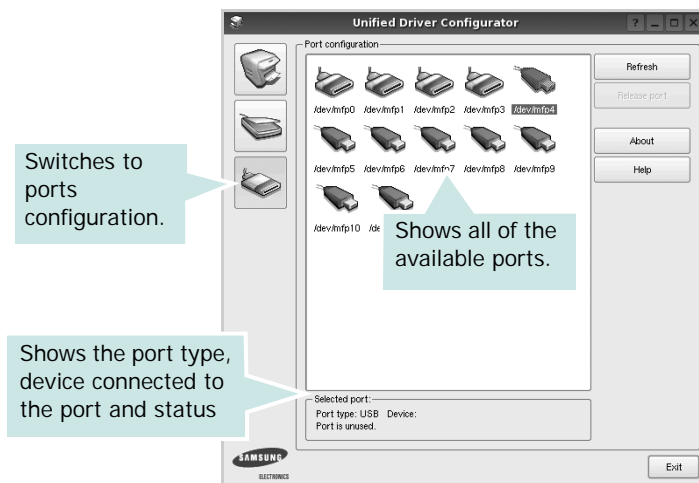 Unified Driver Configurator
Port configuration
/dev/mfp0 /dev/mfp1 /dev/mfp2 /dev/mfp3 /dev/mfp4
/dev/mfp5 /dev/mfp6 /dev/mfp7 /dev/mfp8 /dev/mfp9
/dev/mfp10 /de
Refresh
Release port
About
Help
Switches to
ports
configuration.
Shows all of the
available ports.
Shows the port type,
device connected to
the port and status
Selected port:
Port type: USB Device:
Port is unused.
SAMSUNG
ELECTRONICS
Exit